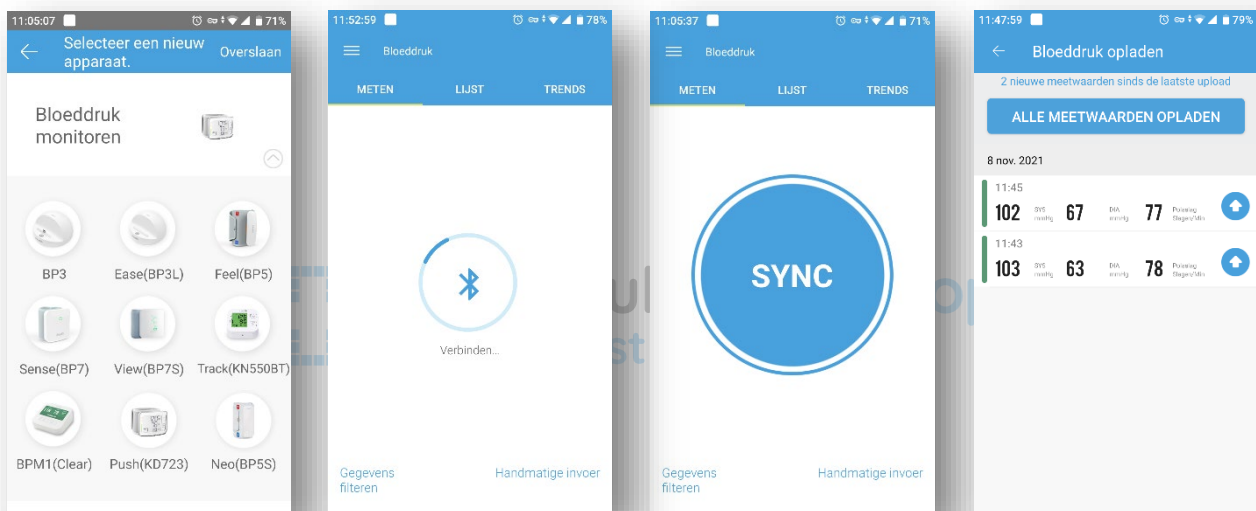 11:05:07
71%
Selecteer een nieuw
apparaat.
Overslaan
Bloeddruk
monitoren
BP3
Ease(BP3L)
Feel(BP5)
Sense(BP7)
View(BP7S)
Track(KN550BT)
BPM1(Clear)
Push(KD723)
Neo(BP5S)
11:52:59
78%
Bloeddruk
METEN
LIJST
TRENDS
Verbinden...
Gegevens
filteren
Handmatige invoer
11:05:37
71%
Bloeddruk
METEN
LIJST
TRENDS
SYNC
Gegevens
filteren
Handmatige invoer
11:47:59
79%
Bloeddruk opladen
2 nieuwe meetwaarden sinds de laatste upload
ALLE MEETWAARDEN OPLADEN
8 nov. 2021
11:45
102 SYS mmHg 67 DIA mmHg 77
11:43
103 SYS mmHg 63 DIA mmHg 78